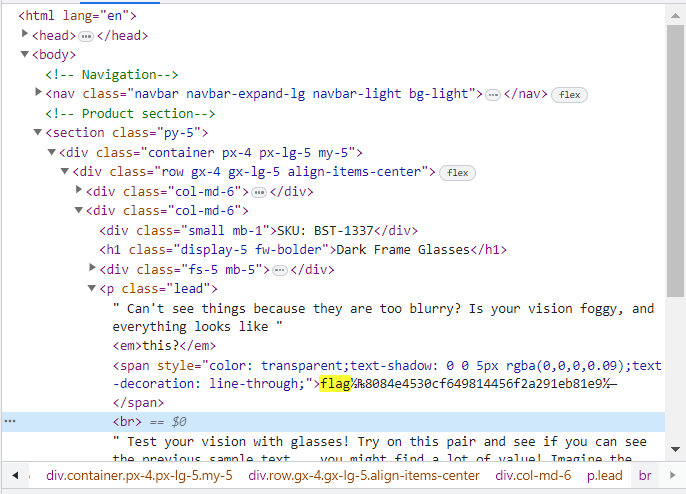 <html lang="en">
<head> ⋯ </head>
<body>
<!-- Navigation-->
<nav class="navbar navbar-expand-lg navbar-light bg-light"> ⋯ </nav> flex
<!-- Product section-->
<section class="py-5">
<div class="container px-4 px-lg-5 my-5">
<div class="row gx-4 gx-lg-5 align-items-center"> flex
<div class="col-md-6"> ⋯ </div>
<div class="col-md-6">
<div class="small mb-1">SKU: BST-1337</div>
<h1 class="display-5 fw-bolder">Dark Frame Glasses</h1>
<div class="fs-5 mb-5"> ⋯ </div>
<p class="lead">
" Can't see things because they are too blurry? Is your vision foggy, and
everything looks like "
<em>this?</em>
<span style="color: transparent;text-shadow: 0 0 5px rgba(0,0,0,0.09);text
-decoration: line-through;">flag
</span>
⋯ <br> == $0
" Test your vision with glasses! Try on this pair and see if you can see
the previous sample text... you might find a lot of value! Imagine the
div.container.px-4.px-lg-5.my-5 div.row.gx-4.gx-lg-5.align-items-center div.col-md-6 p.lead br